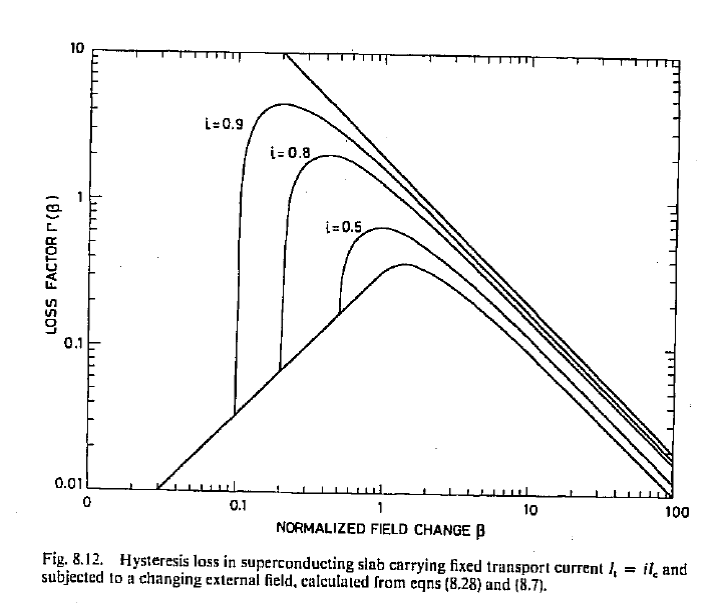 10
i=0.9
i=0.8
1
i=0.5
LOSS FACTOR Γ(β)
0.1
0.01
0
0.1
1
10
100
NORMALIZED FIELD CHANGE β
Fig. 8.12. Hysteresis loss in superconducting slab carrying fixed transport current Iₜ = iI꜀ and
subjected to a changing external field, calculated from eqns (8.28) and (8.7).